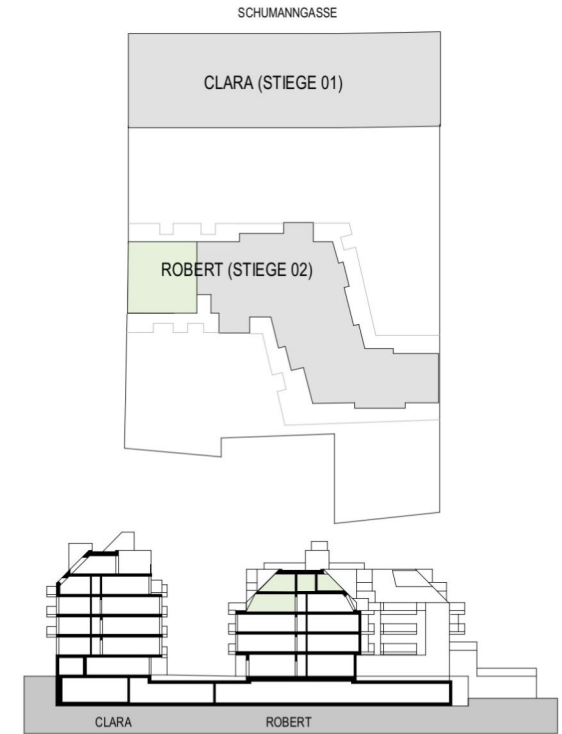 SCHUMANNGASSE
CLARA (STIEGE 01)
ROBERT (STIEGE 02)
CLARA
ROBERT